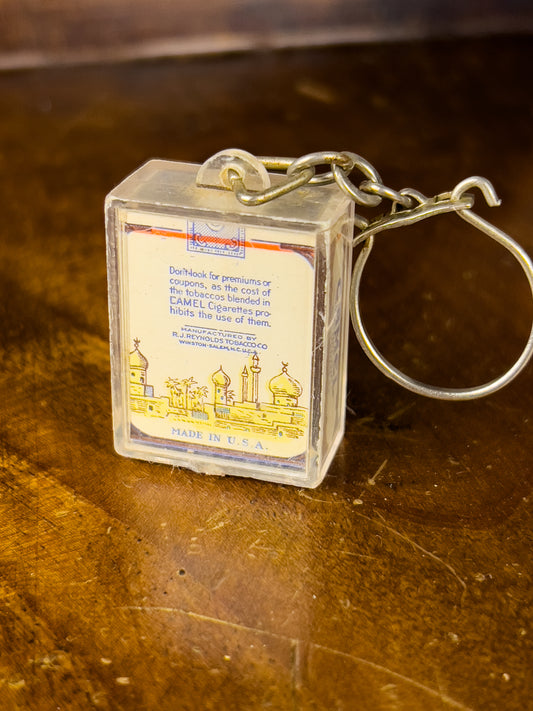 Don't look for premiums or
coupons, as the cost of
the tobaccos blended in
CAMEL Cigarettes pro-
hibits the use of them.
MANUFACTURED BY
R.J. REYNOLDS TOBACCO CO
WINSTON-SALEM, N.C. U.S.A.
MADE IN U.S.A.